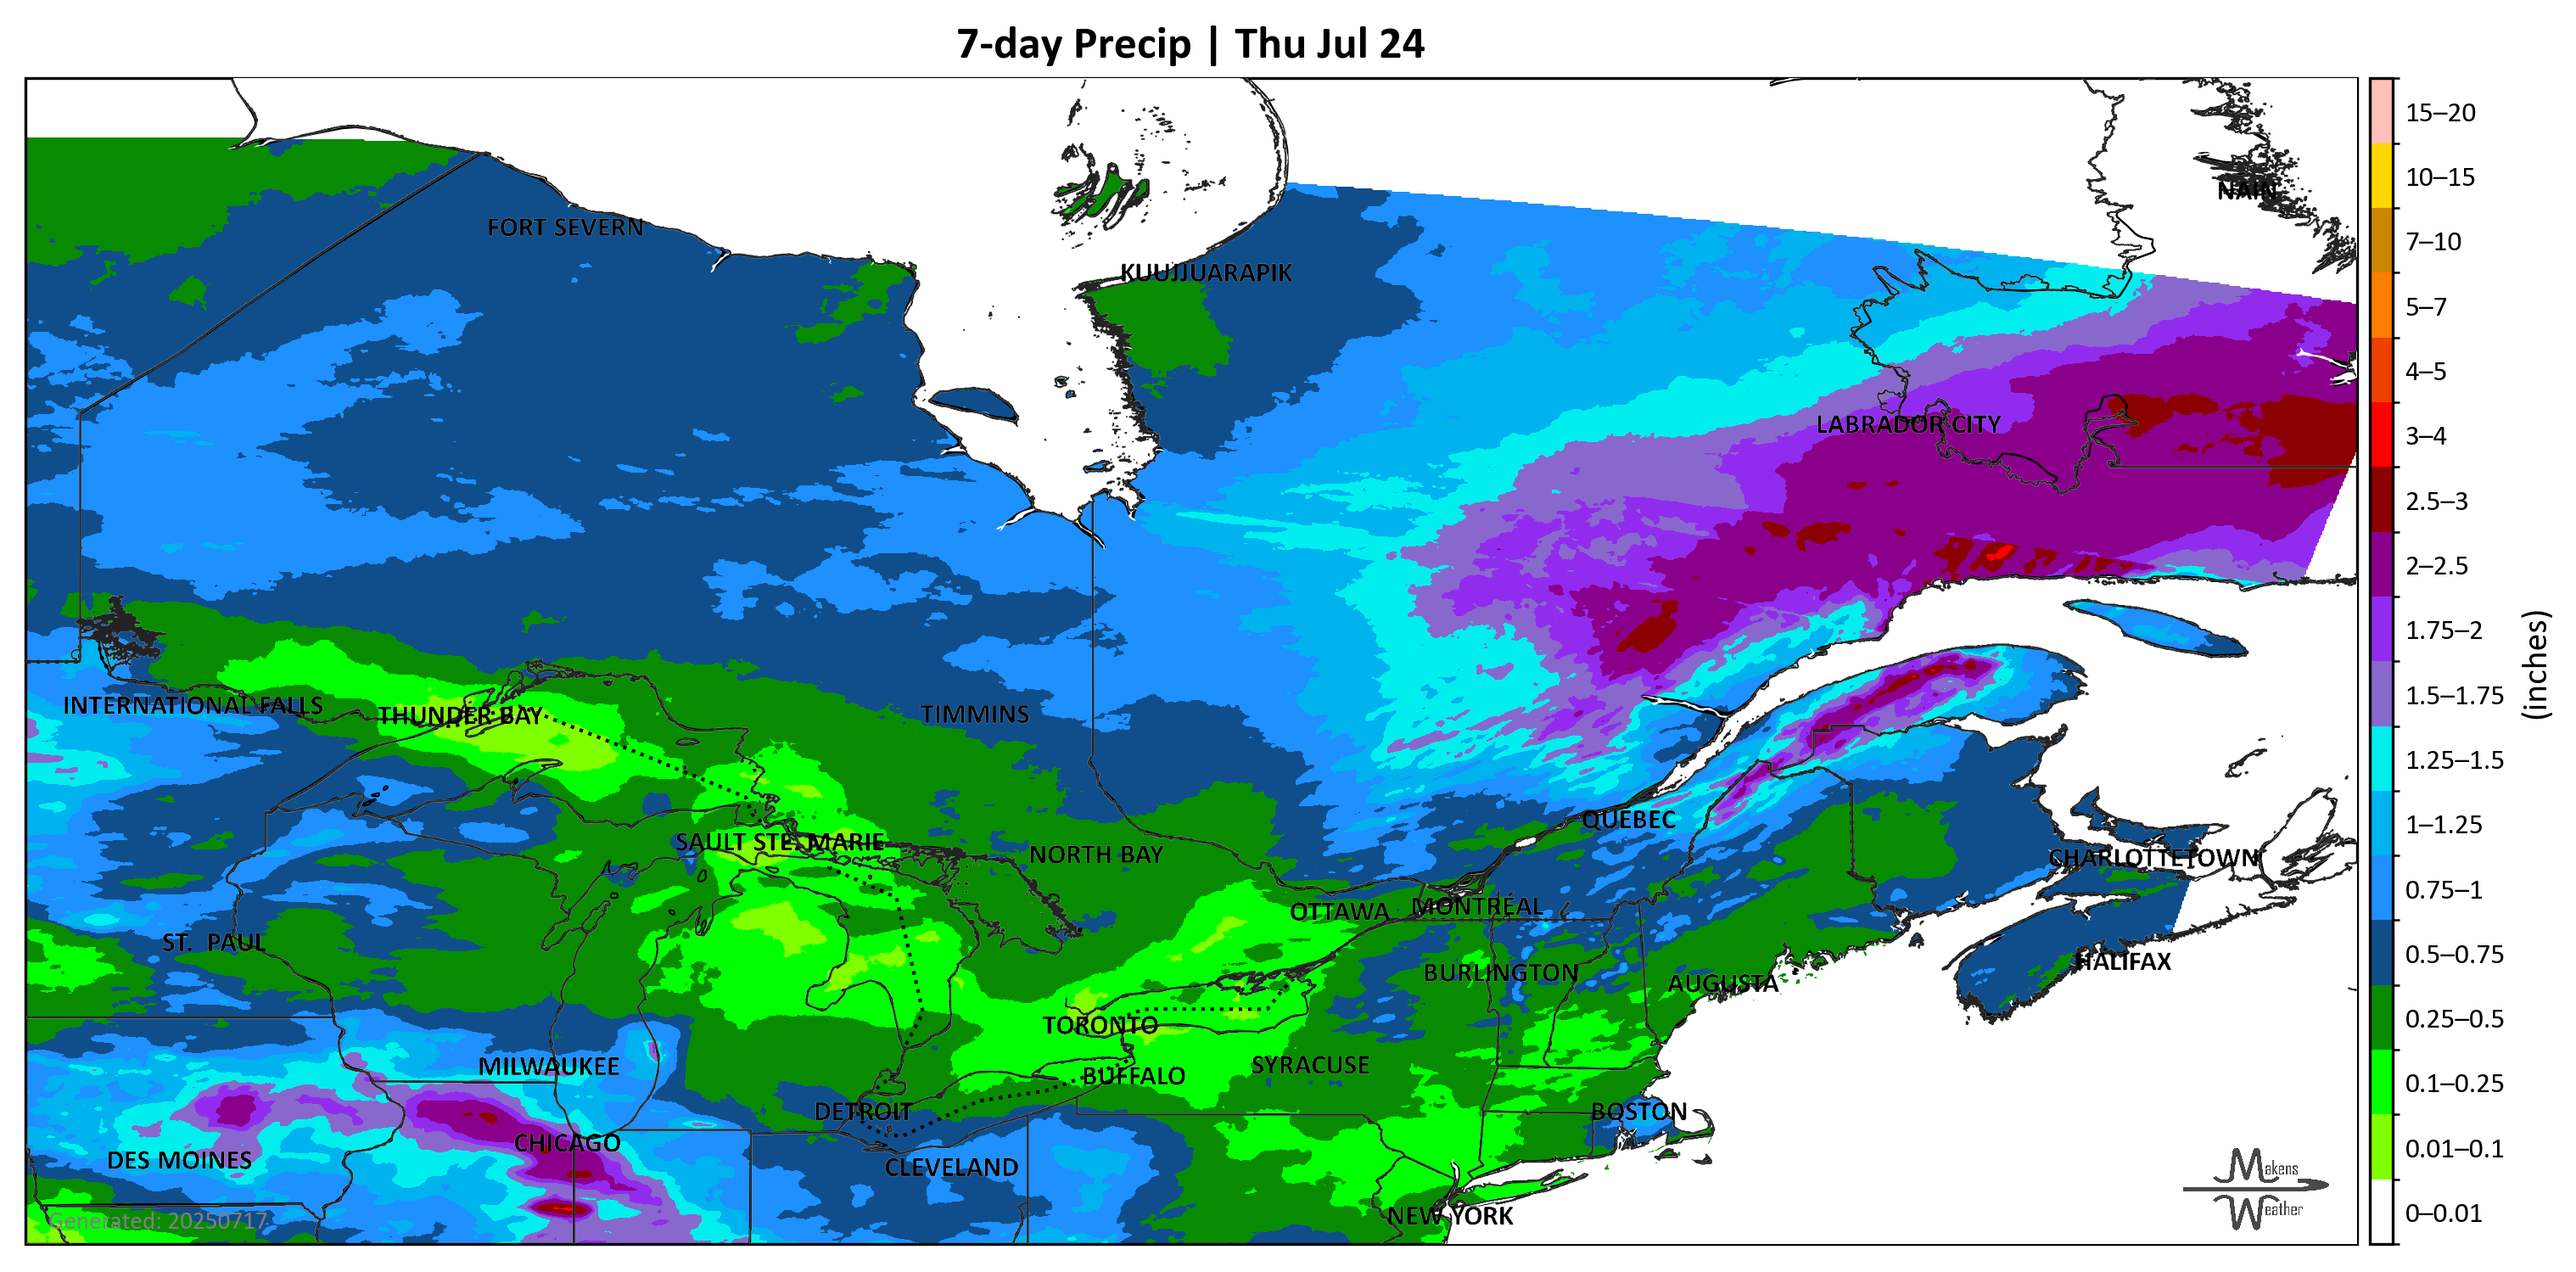 7-day Precip | Thu Jul 24
NAIN
FORT SEVERN
KUUJJUARAPIK
LABRADOR CITY
INTERNATIONAL FALLS
THUNDER BAY
TIMMINS
QUEBEC
SAULT STE. MARIE
NORTH BAY
CHARLOTTETOWN
OTTAWA
MONTRÉAL
ST. PAUL
HALIFAX
BURLINGTON
AUGUSTA
TORONTO
MILWAUKEE
SYRACUSE
BUFFALO
DETROIT
BOSTON
CHICAGO
DES MOINES
CLEVELAND
NEW YORK
Generated: 20250717
Makens
Weather
15–20
10–15
7–10
5–7
4–5
3–4
2.5–3
2–2.5
1.75–2
1.5–1.75
1.25–1.5
1–1.25
0.75–1
0.5–0.75
0.25–0.5
0.1–0.25
0.01–0.1
0–0.01
(inches)